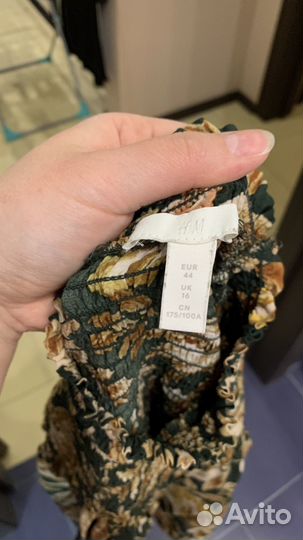 H&M
EUR
44
UK
16
CN
175/100A
Avito